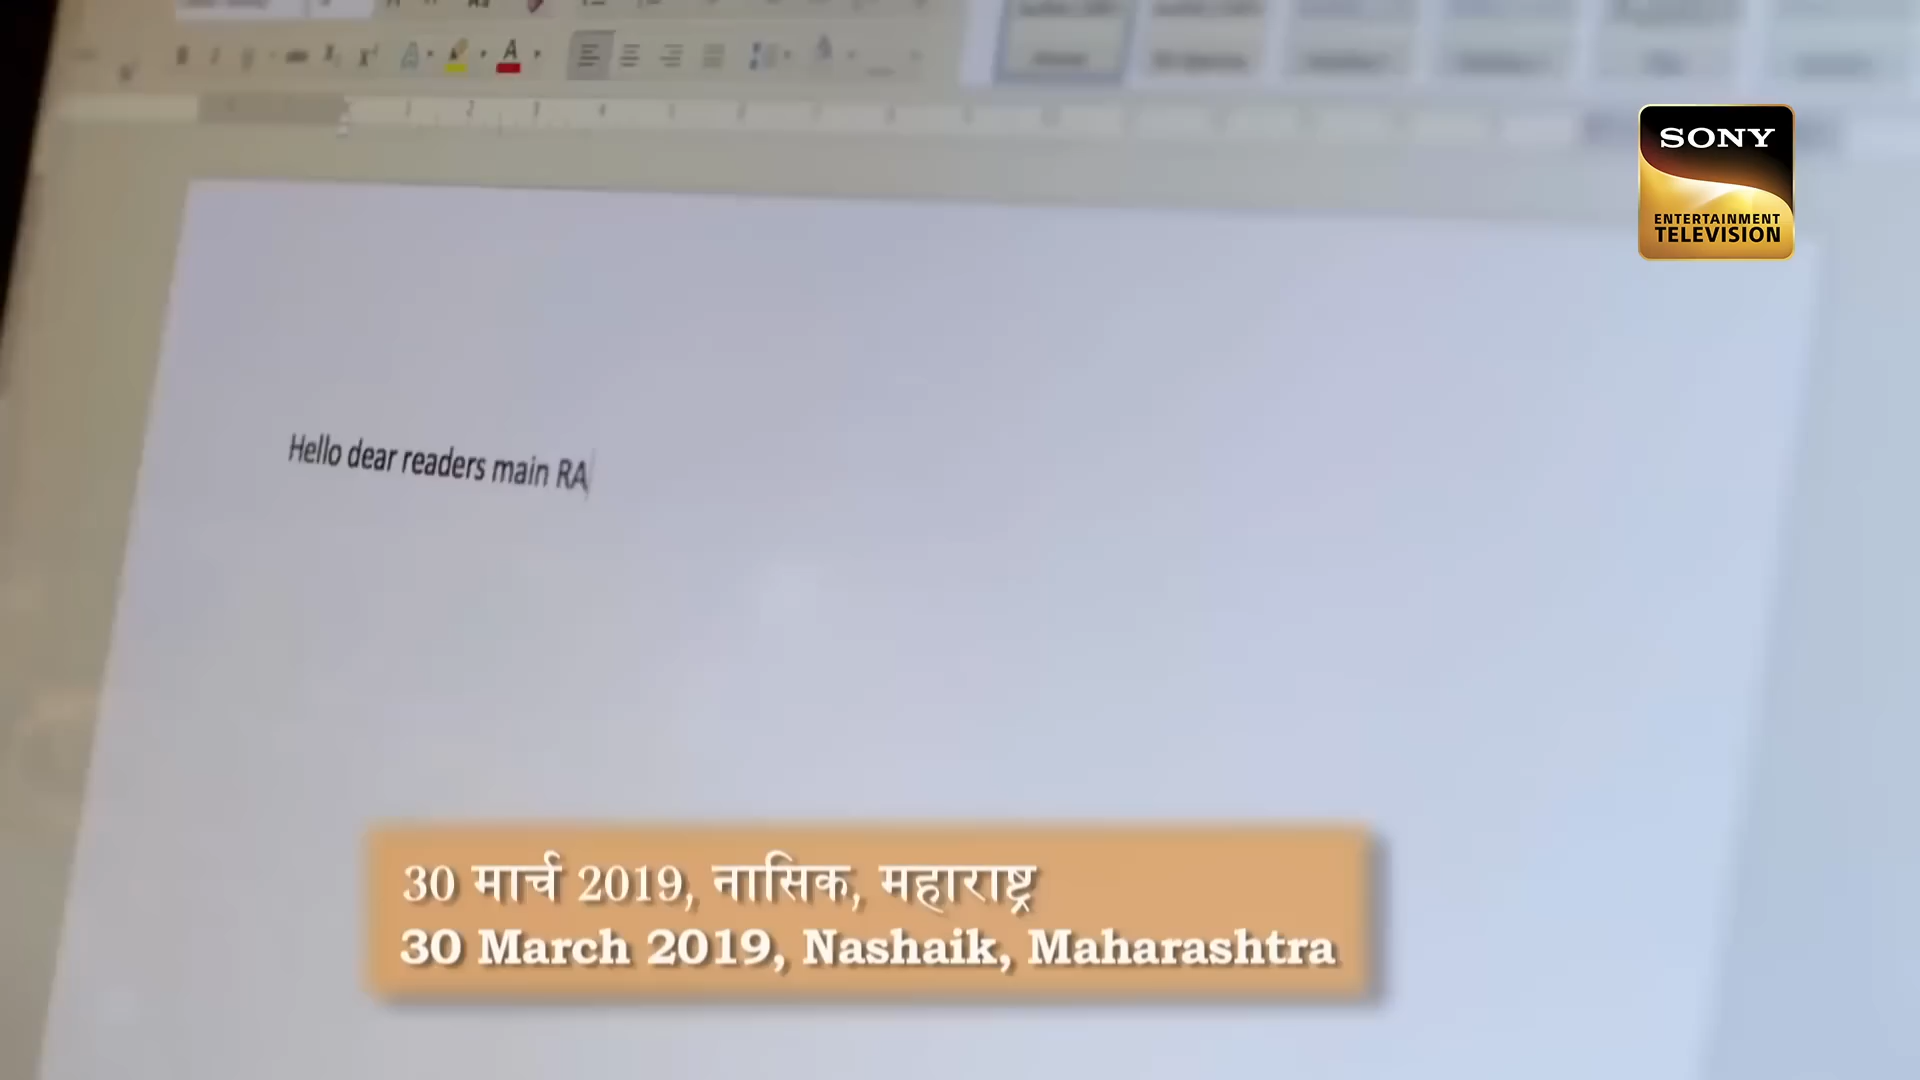 SONY
ENTERTAINMENT
TELEVISION
Hello dear readers main RA
30 मार्च 2019, नासिक, महाराष्ट्र
30 March 2019, Nashaik, Maharashtra